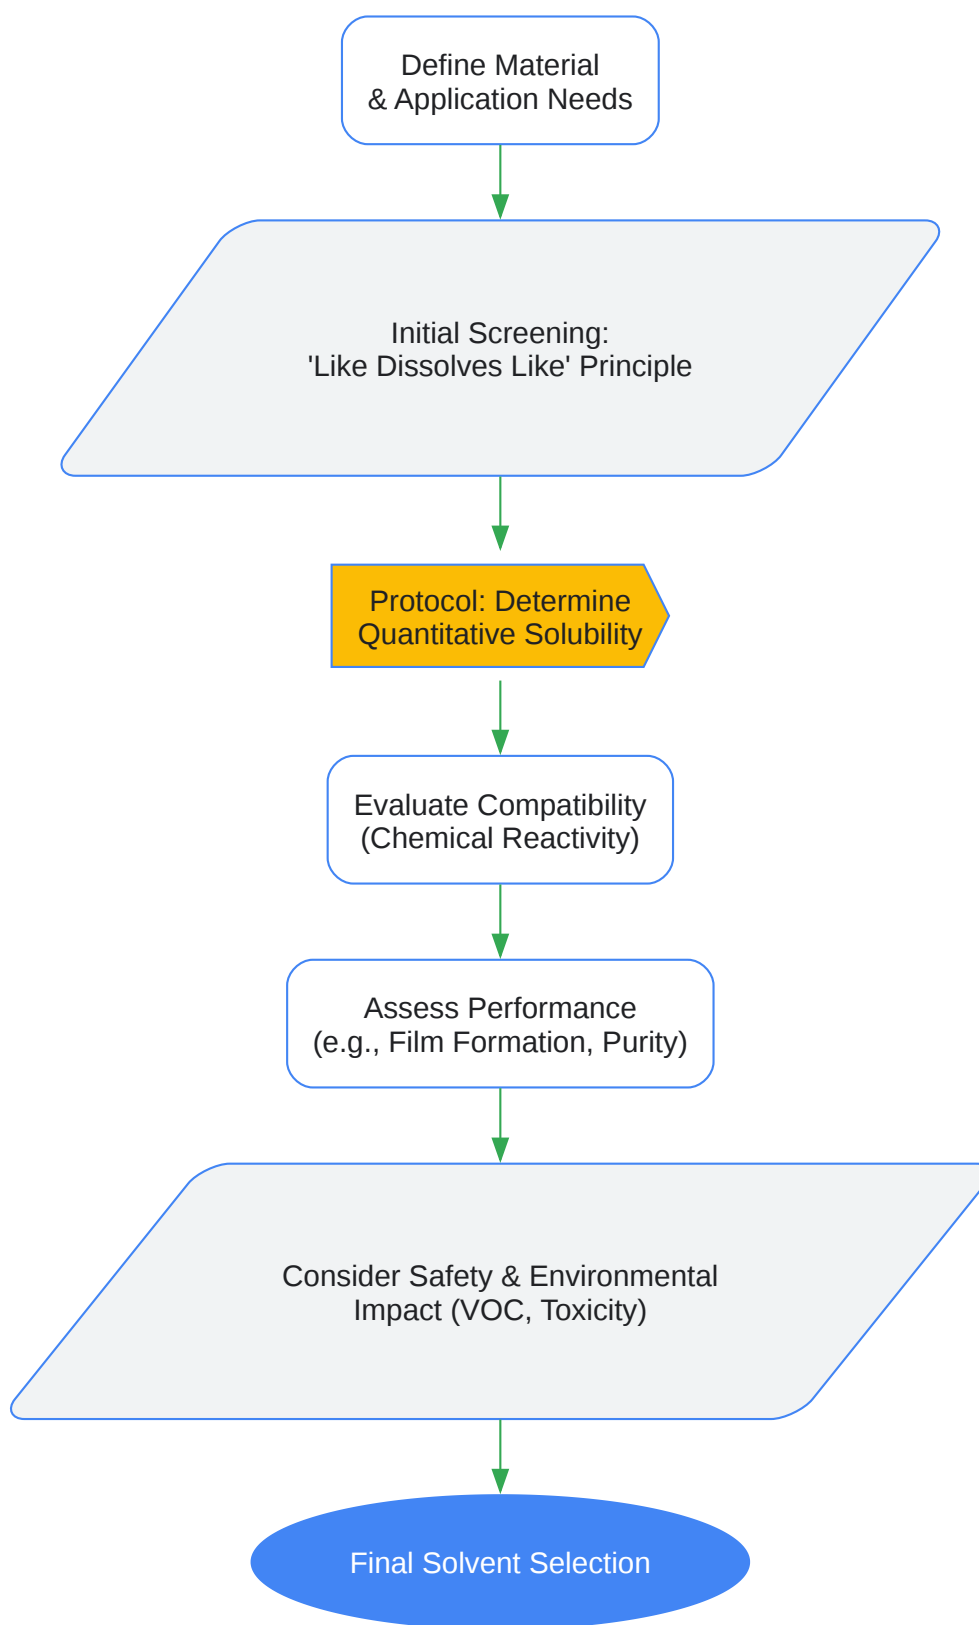 Define Material
& Application Needs
Initial Screening:
'Like Dissolves Like' Principle
Protocol: Determine
Quantitative Solubility
Evaluate Compatibility
(Chemical Reactivity)
Assess Performance
(e.g., Film Formation, Purity)
Consider Safety & Environmental
Impact (VOC, Toxicity)
Final Solvent Selection